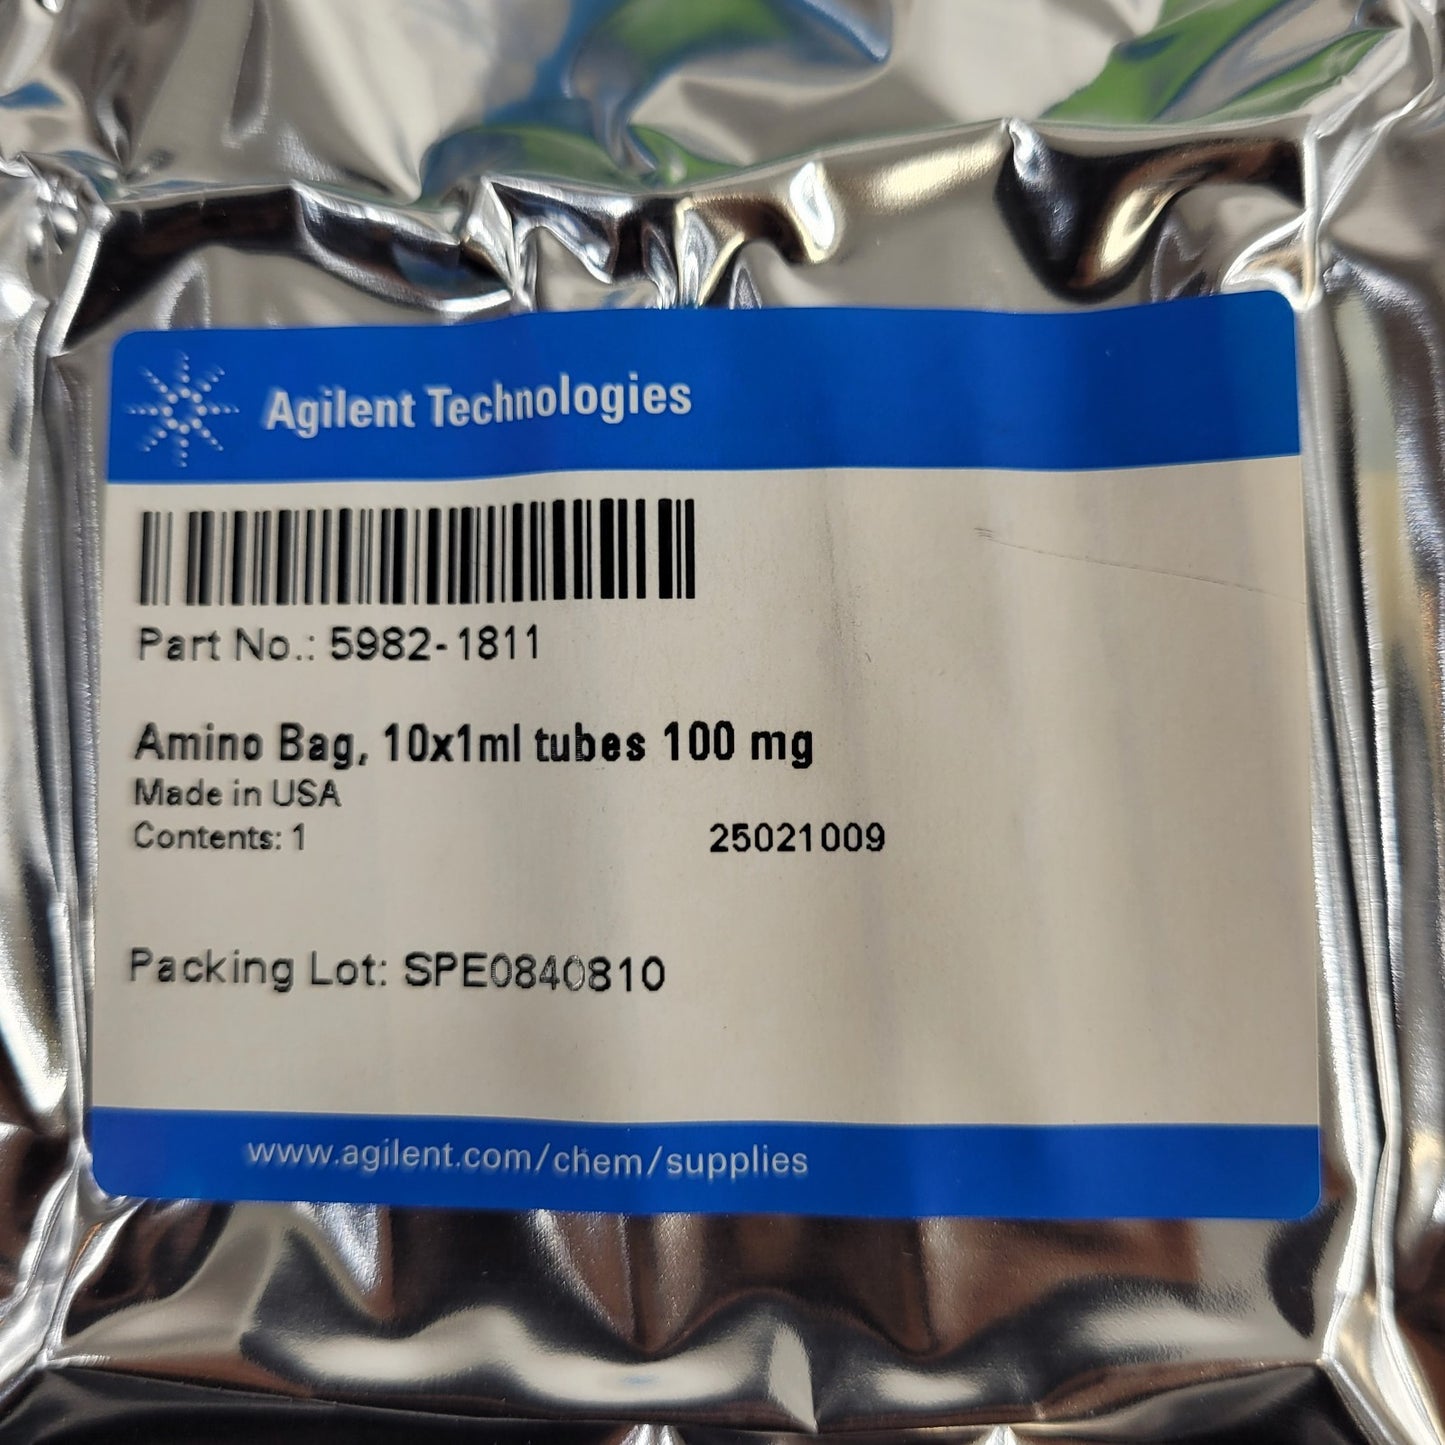 Agilent Technologies
Part No.: 5982-1811
Amino Bag, 10x1ml tubes 100 mg
Made in USA
Contents: 1 25021009
Packing Lot: SPE0840810
www.agilent.com/chem/supplies